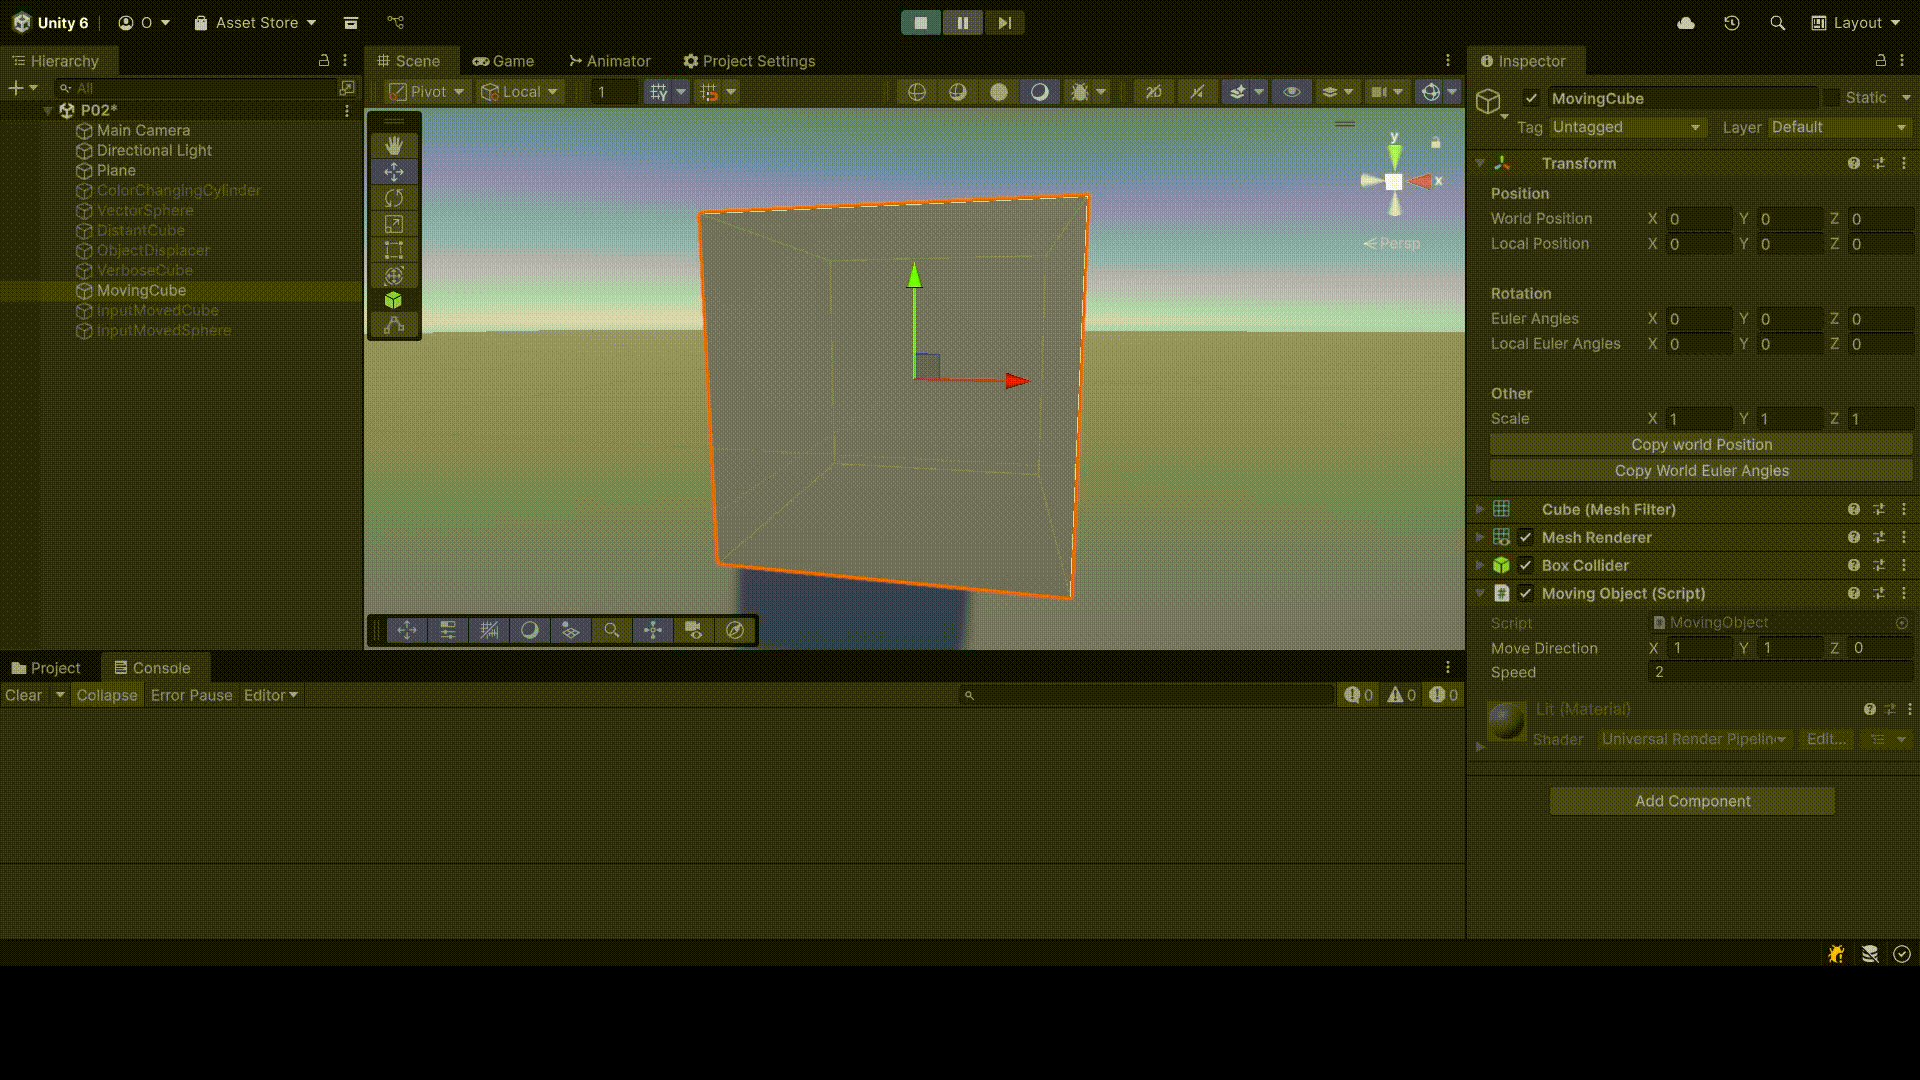 Unity 6 O Asset Store Layout
Hierarchy
All
P02*
Main Camera
Directional Light
Plane
ColorChangingCylinder
VectorSphere
DistantCube
ObjectDisplacer
VerboseCube
MovingCube
InputMovedCube
InputMovedSphere
Scene Game Animator Project Settings
Pivot Local 1
y
x
Persp
Project Console
Clear Collapse Error Pause Editor 0 0 0
Inspector
MovingCube Static
Tag Untagged Layer Default
Transform
Position
World Position X 0 Y 0 Z 0
Local Position X 0 Y 0 Z 0
Rotation
Euler Angles X 0 Y 0 Z 0
Local Euler Angles X 0 Y 0 Z 0
Other
Scale X 1 Y 1 Z 1
Copy world Position
Copy World Euler Angles
Cube (Mesh Filter)
Mesh Renderer
Box Collider
Moving Object (Script)
Script MovingObject
Move Direction X 1 Y 1 Z 0
Speed 2
Lit (Material)
Shader Universal Render Pipelin Edit...
Add Component